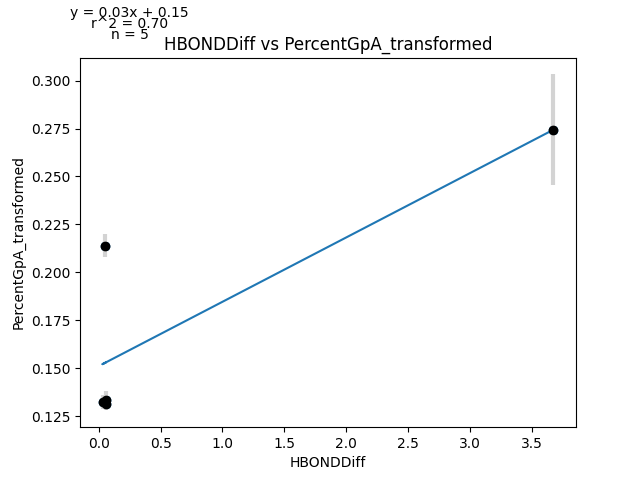 y = 0.03x + 0.15
r^2 = 0.70
n = 5
HBONDDiff vs PercentGpA_transformed
0.300
0.275
0.250
0.225
0.200
0.175
0.150
0.125
PercentGpA_transformed
0.0 0.5 1.0 1.5 2.0 2.5 3.0 3.5
HBONDDiff